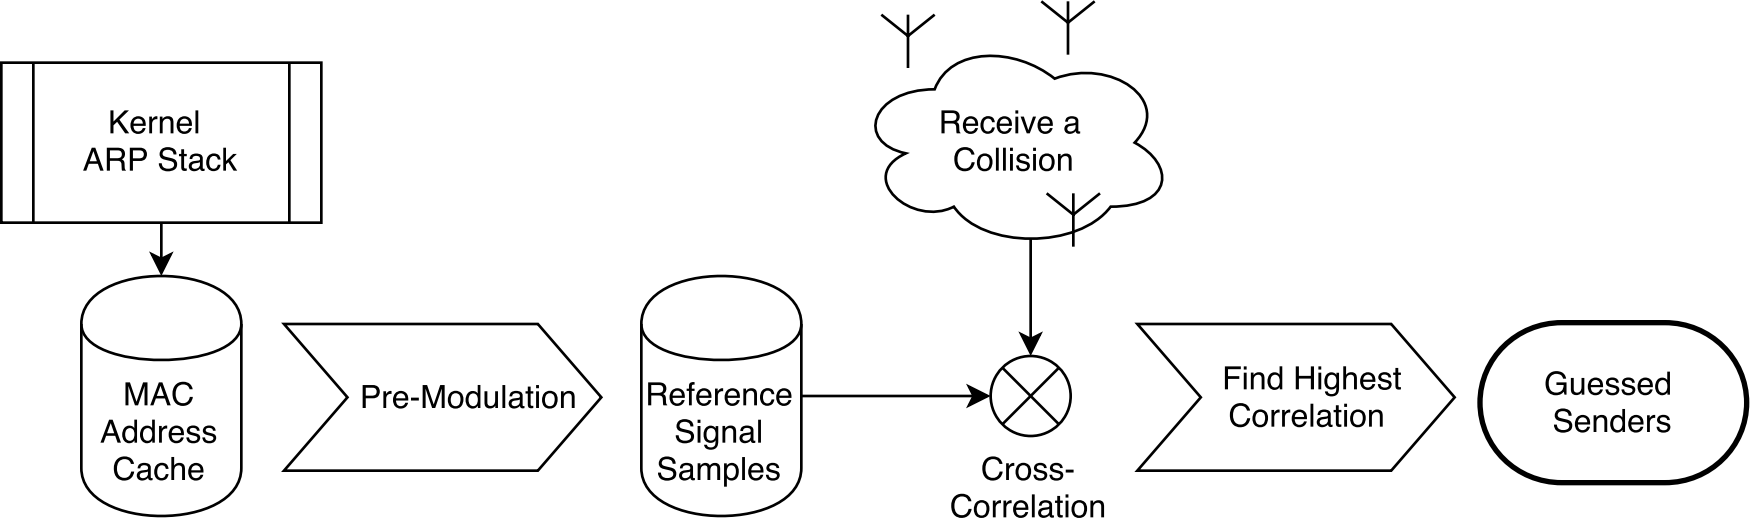 Kernel
ARP Stack
Receive a
Collision
MAC
Address
Cache
Pre-Modulation
Reference
Signal
Samples
Cross-
Correlation
Find Highest
Correlation
Guessed
Senders